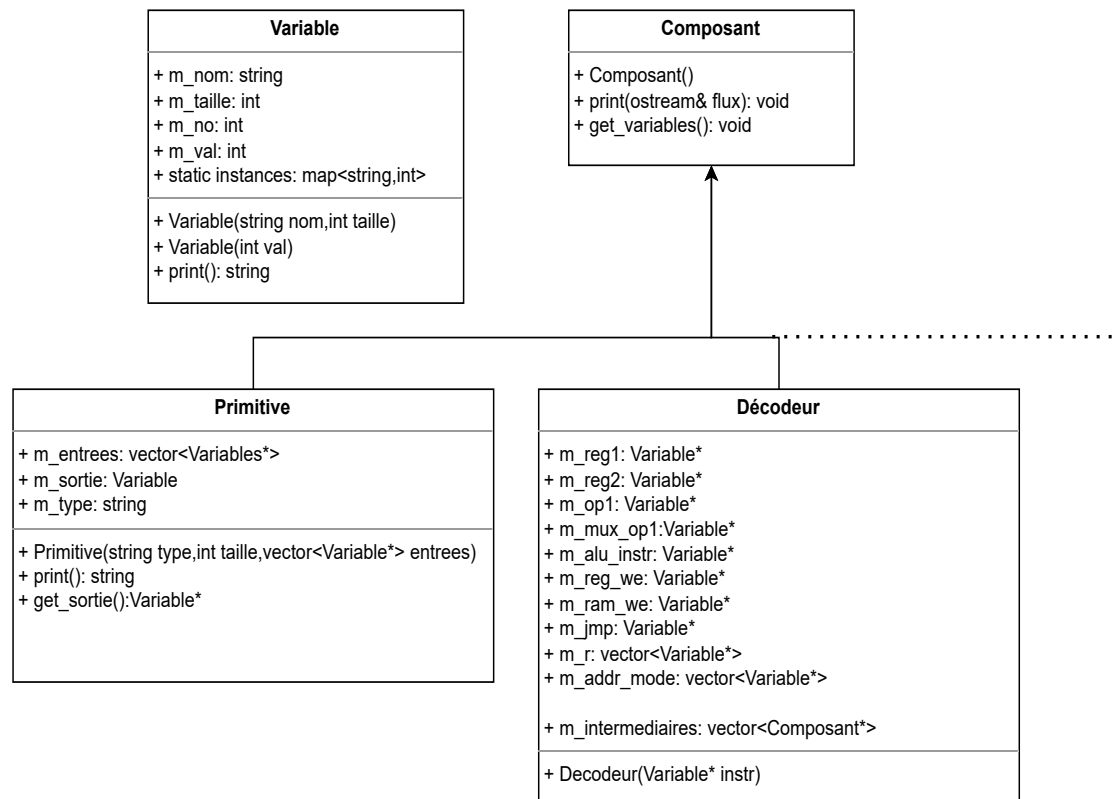 Variable
+ m_nom: string
+ m_taille: int
+ m_no: int
+ m_val: int
+ static instances: map<string,int>
+ Variable(string nom,int taille)
+ Variable(int val)
+ print(): string
Composant
+ Composant()
+ print(ostream& flux): void
+ get_variables(): void
Primitive
+ m_entrees: vector<Variables*>
+ m_sortie: Variable
+ m_type: string
+ Primitive(string type,int taille,vector<Variable*> entrees)
+ print(): string
+ get_sortie():Variable*
Décodeur
+ m_reg1: Variable*
+ m_reg2: Variable*
+ m_op1: Variable*
+ m_mux_op1:Variable*
+ m_alu_instr: Variable*
+ m_reg_we: Variable*
+ m_ram_we: Variable*
+ m_jmp: Variable*
+ m_r: vector<Variable*>
+ m_addr_mode: vector<Variable*>
+ m_intermediaires: vector<Composant*>
+ Decodeur(Variable* instr)